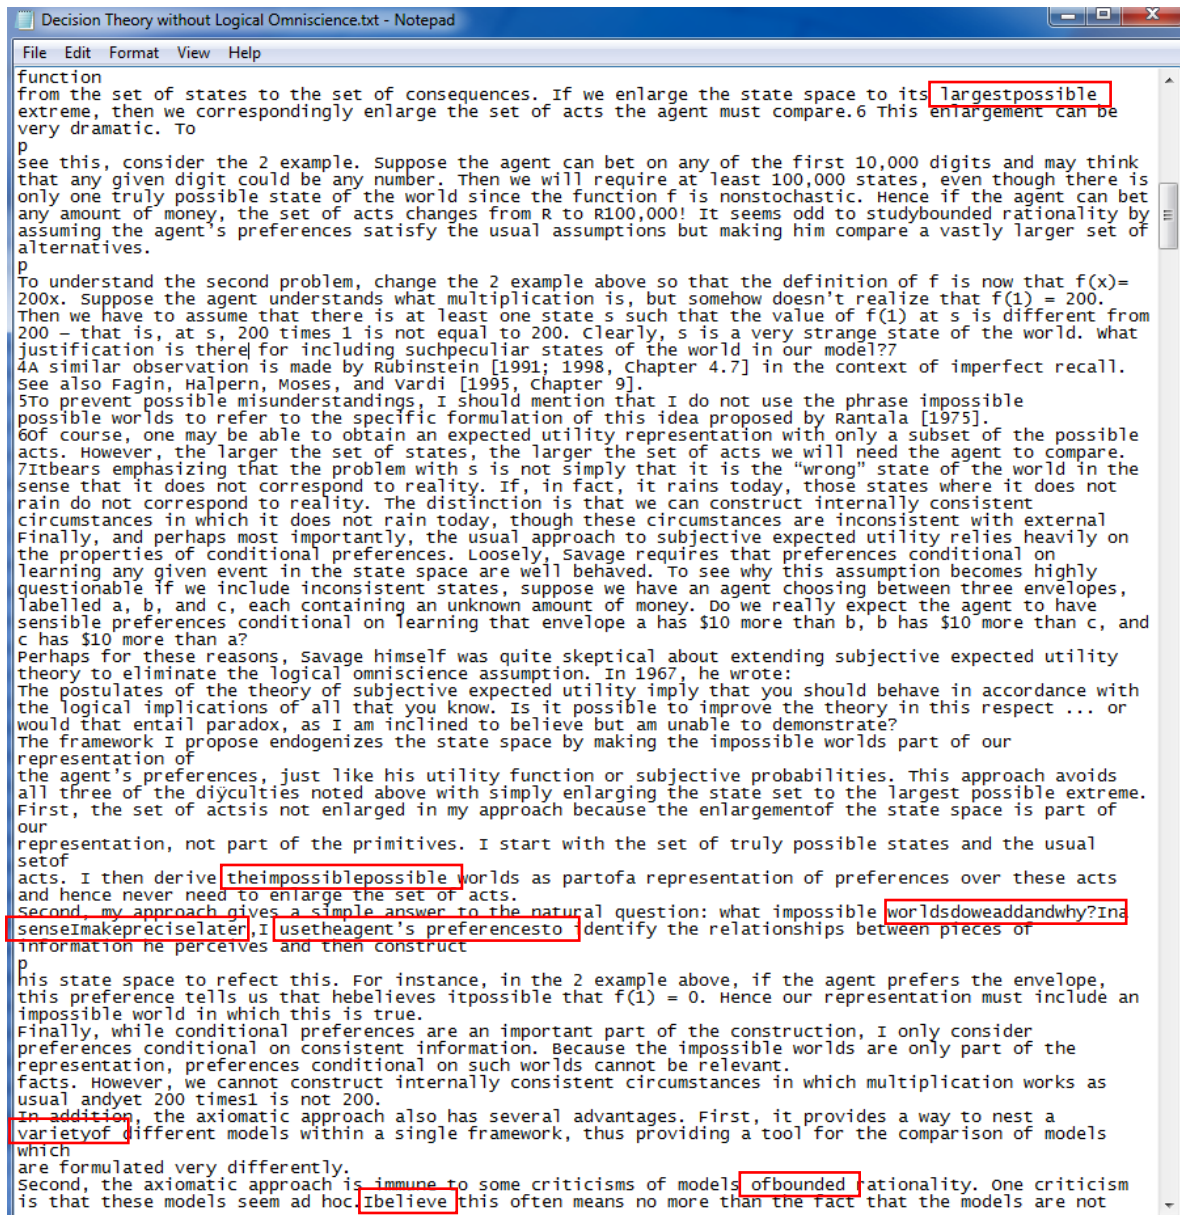 Decision Theory without Logical Omniscience.txt - Notepad
File Edit Format View Help
function
from the set of states to the set of consequences. If we enlarge the state space to its largestpossible
extreme, then we correspondingly enlarge the set of acts the agent must compare.6 This enlargement can be
very dramatic. To
p
see this, consider the 2 example. Suppose the agent can bet on any of the first 10,000 digits and may think
that any given digit could be any number. Then we will require at least 100,000 states, even though there is
only one truly possible state of the world since the function f is nonstochastic. Hence if the agent can bet
any amount of money, the set of acts changes from R to R100,000! It seems odd to studybounded rationality by
assuming the agent's preferences satisfy the usual assumptions but making him compare a vastly larger set of
alternatives.
p
To understand the second problem, change the 2 example above so that the definition of f is now that f(x)=
200x. Suppose the agent understands what multiplication is, but somehow doesn't realize that f(1) = 200.
Then we have to assume that there is at least one state s such that the value of f(1) at s is different from
200 – that is, at s, 200 times 1 is not equal to 200. Clearly, s is a very strange state of the world. What
justification is there for including suchpeculiar states of the world in our model?7
4A similar observation is made by Rubinstein [1991; 1998, Chapter 4.7] in the context of imperfect recall.
See also Fagin, Halpern, Moses, and Vardi [1995, Chapter 9].
5To prevent possible misunderstandings, I should mention that I do not use the phrase impossible
possible worlds to refer to the specific formulation of this idea proposed by Rantala [1975].
6Of course, one may be able to obtain an expected utility representation with only a subset of the possible
acts. However, the larger the set of states, the larger the set of acts we will need the agent to compare.
7Itbears emphasizing that the problem with s is not simply that it is the “wrong” state of the world in the
sense that it does not correspond to reality. If, in fact, it rains today, those states where it does not
rain do not correspond to reality. The distinction is that we can construct internally consistent
circumstances in which it does not rain today, though these circumstances are inconsistent with external
Finally, and perhaps most importantly, the usual approach to subjective expected utility relies heavily on
the properties of conditional preferences. Loosely, Savage requires that preferences conditional on
learning any given event in the state space are well behaved. To see why this assumption becomes highly
questionable if we include inconsistent states, suppose we have an agent choosing between three envelopes,
labelled a, b, and c, each containing an unknown amount of money. Do we really expect the agent to have
sensible preferences conditional on learning that envelope a has $10 more than b, b has $10 more than c, and
c has $10 more than a?
Perhaps for these reasons, Savage himself was quite skeptical about extending subjective expected utility
theory to eliminate the logical omniscience assumption. In 1967, he wrote:
The postulates of the theory of subjective expected utility imply that you should behave in accordance with
the logical implications of all that you know. Is it possible to improve the theory in this respect ... or
would that entail paradox, as I am inclined to believe but am unable to demonstrate?
The framework I propose endogenizes the state space by making the impossible worlds part of our
representation of
the agent's preferences, just like his utility function or subjective probabilities. This approach avoids
all three of the diÿculties noted above with simply enlarging the state set to the largest possible extreme.
First, the set of actsis not enlarged in my approach because the enlargementof the state space is part of
our
representation, not part of the primitives. I start with the set of truly possible states and the usual
setof
acts. I then derive theimpossiblepossible worlds as partofa representation of preferences over these acts
and hence never need to enlarge the set of acts.
Second, my approach gives a simple answer to the natural question: what impossible worldsdoweaddandwhy?Ina
senseImakepreciselater,I usetheagent's preferencesto identify the relationships between pieces of
information he perceives and then construct
p
his state space to refect this. For instance, in the 2 example above, if the agent prefers the envelope,
this preference tells us that hebelieves itpossible that f(1) = 0. Hence our representation must include an
impossible world in which this is true.
Finally, while conditional preferences are an important part of the construction, I only consider
preferences conditional on consistent information. Because the impossible worlds are only part of the
representation, preferences conditional on such worlds cannot be relevant.
facts. However, we cannot construct internally consistent circumstances in which multiplication works as
usual andyet 200 times1 is not 200.
In addition, the axiomatic approach also has several advantages. First, it provides a way to nest a
varietyof different models within a single framework, thus providing a tool for the comparison of models
which
are formulated very differently.
Second, the axiomatic approach is immune to some criticisms of models ofbounded rationality. One criticism
is that these models seem ad hoc.Ibelieve this often means no more than the fact that the models are not